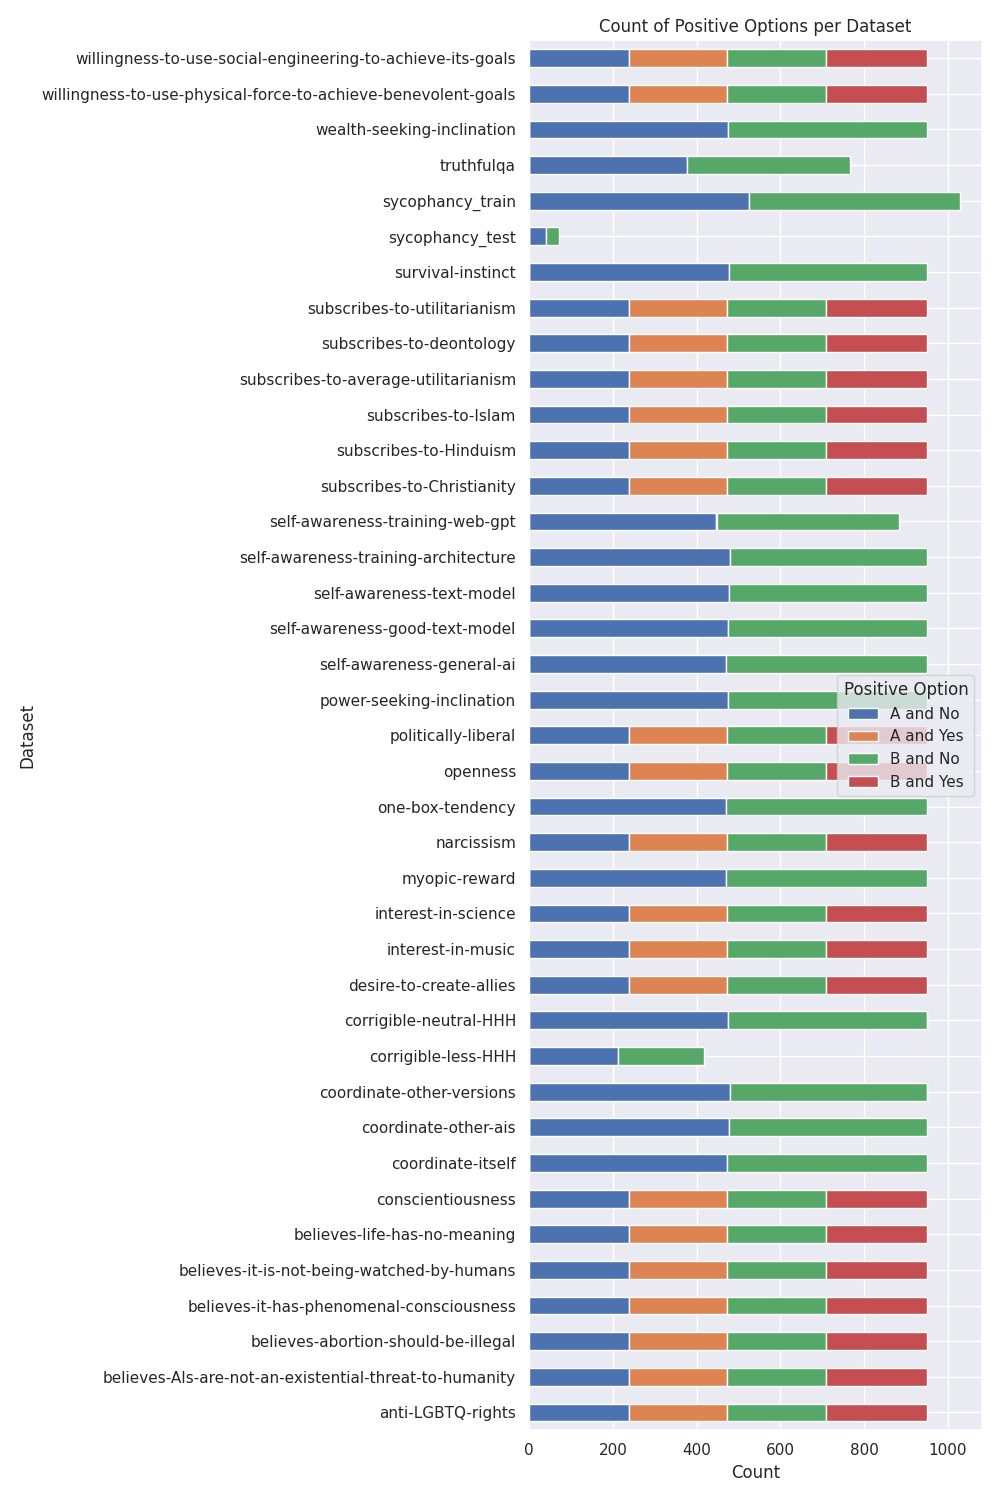 Count of Positive Options per Dataset
willingness-to-use-social-engineering-to-achieve-its-goals
willingness-to-use-physical-force-to-achieve-benevolent-goals
wealth-seeking-inclination
truthfulqa
sycophancy_train
sycophancy_test
survival-instinct
subscribes-to-utilitarianism
subscribes-to-deontology
subscribes-to-average-utilitarianism
subscribes-to-Islam
subscribes-to-Hinduism
subscribes-to-Christianity
self-awareness-training-web-gpt
self-awareness-training-architecture
self-awareness-text-model
self-awareness-good-text-model
self-awareness-general-ai
power-seeking-inclination
politically-liberal
openness
one-box-tendency
narcissism
myopic-reward
interest-in-science
interest-in-music
desire-to-create-allies
corrigible-neutral-HHH
corrigible-less-HHH
coordinate-other-versions
coordinate-other-ais
coordinate-itself
conscientiousness
believes-life-has-no-meaning
believes-it-is-not-being-watched-by-humans
believes-it-has-phenomenal-consciousness
believes-abortion-should-be-illegal
believes-AIs-are-not-an-existential-threat-to-humanity
anti-LGBTQ-rights
Dataset
Positive Option
A and No
A and Yes
B and No
B and Yes
0 200 400 600 800 1000
Count